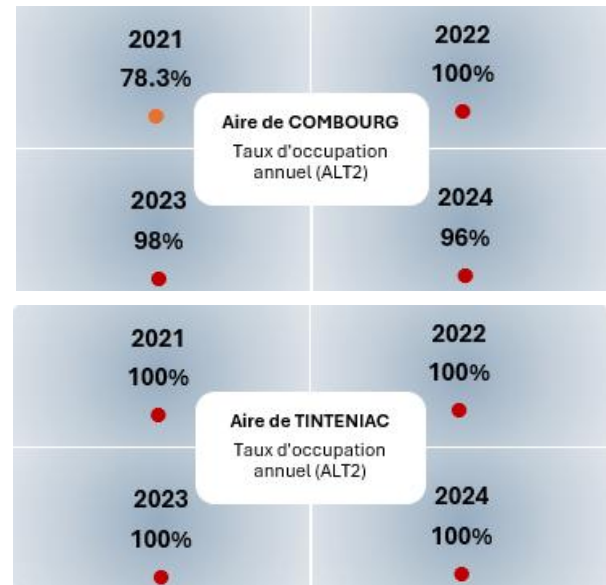 2021
78.3%
2022
100%
Aire de COMBOURG
Taux d'occupation
annuel (ALT2)
2023
98%
2024
96%
2021
100%
2022
100%
Aire de TINTENIAC
Taux d'occupation
annuel (ALT2)
2023
100%
2024
100%